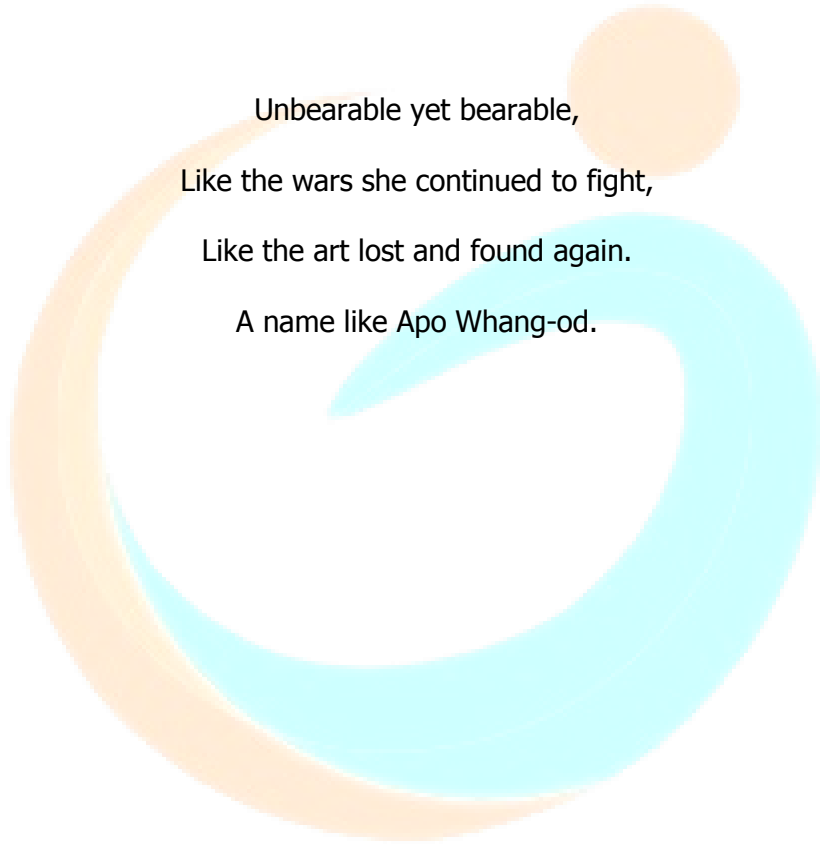 Unbearable yet bearable,
Like the wars she continued to fight,
Like the art lost and found again.
A name like Apo Whang-od.